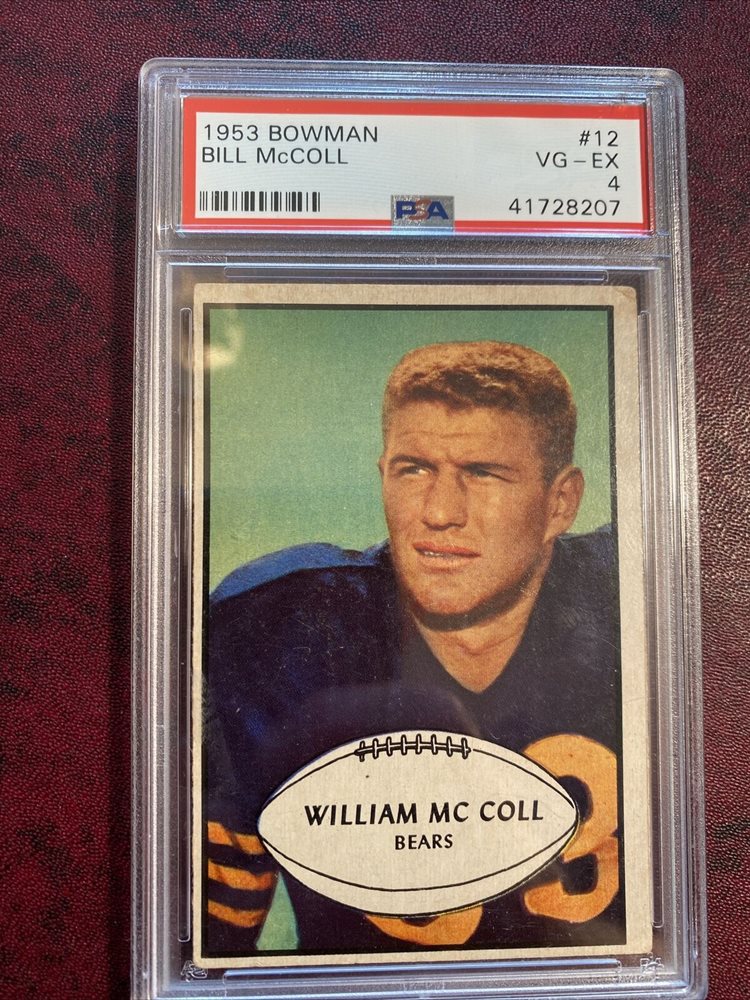 1953 BOWMAN #12
BILL McCOLL VG-EX
4
PSA 41728207
WILLIAM MC COLL
BEARS